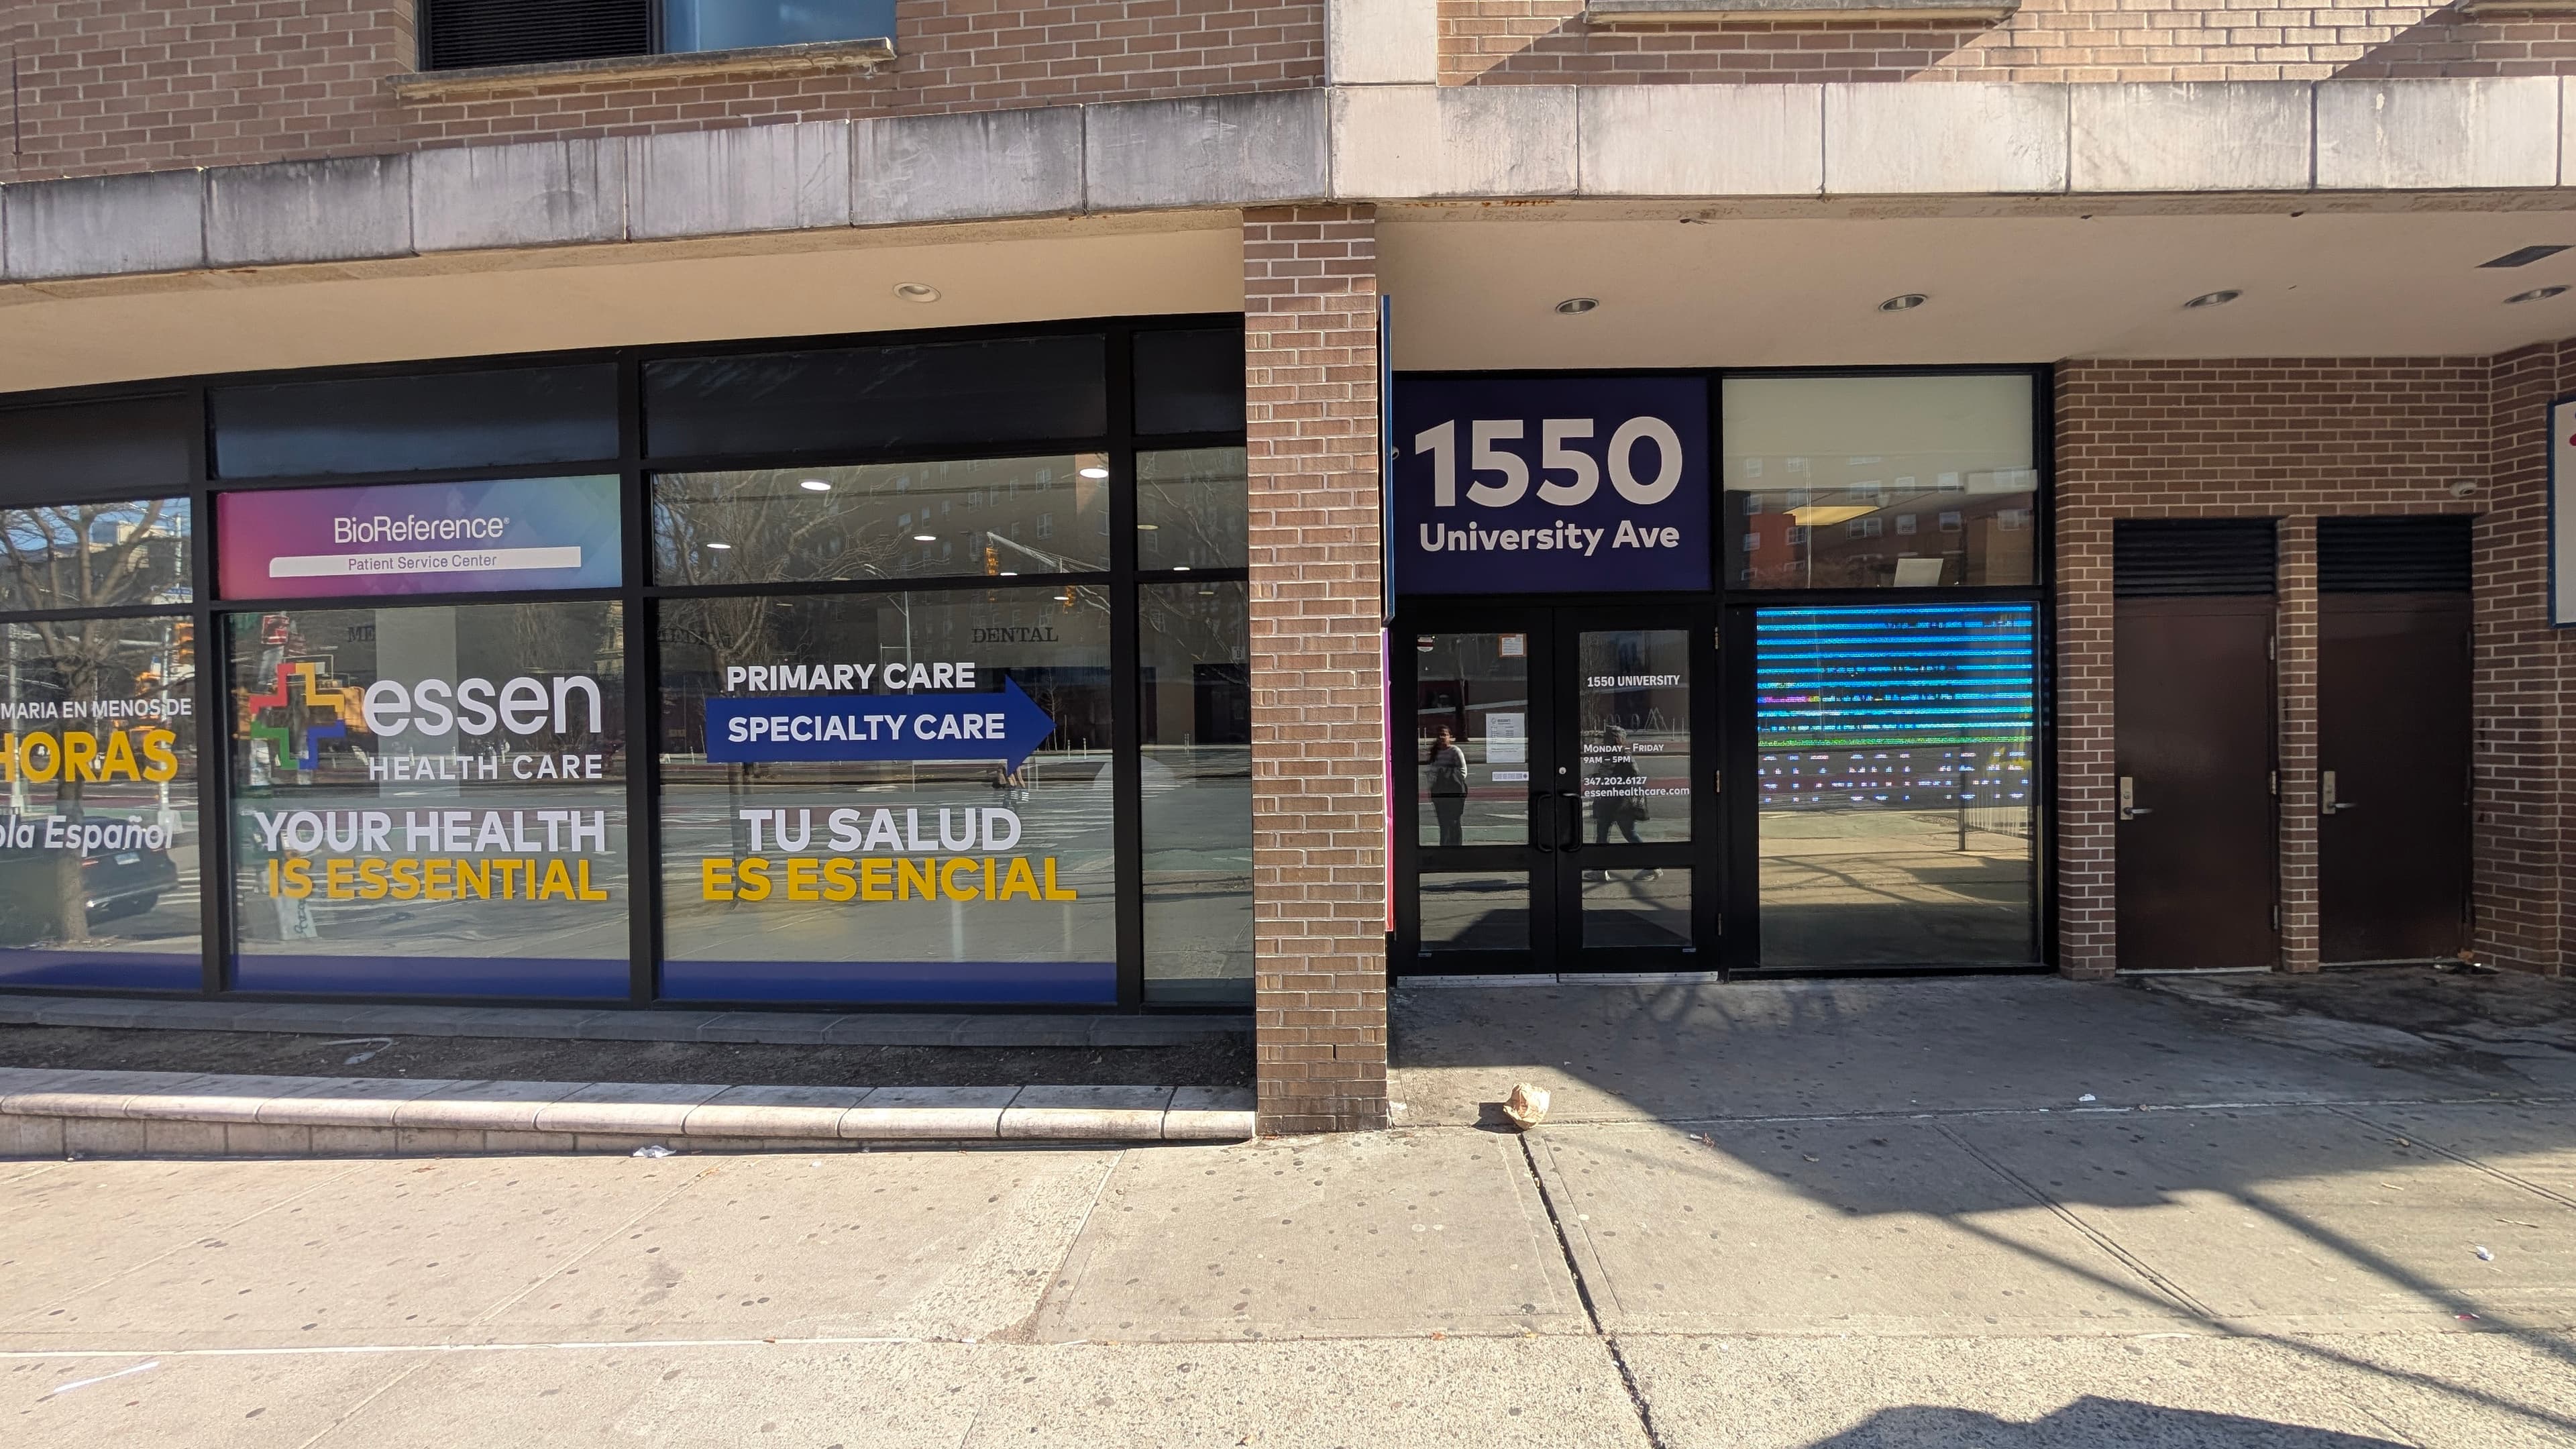 MARIA EN MENOS DE
HORAS
la Español
BioReference
Patient Service Center
essen
HEALTH CARE
YOUR HEALTH
IS ESSENTIAL
DENTAL
PRIMARY CARE
SPECIALTY CARE
TU SALUD
ES ESENCIAL
1550
University Ave
1550 UNIVERSITY
MONDAY – FRIDAY
9AM – 5PM
347.202.6127
essenhealthcare.com